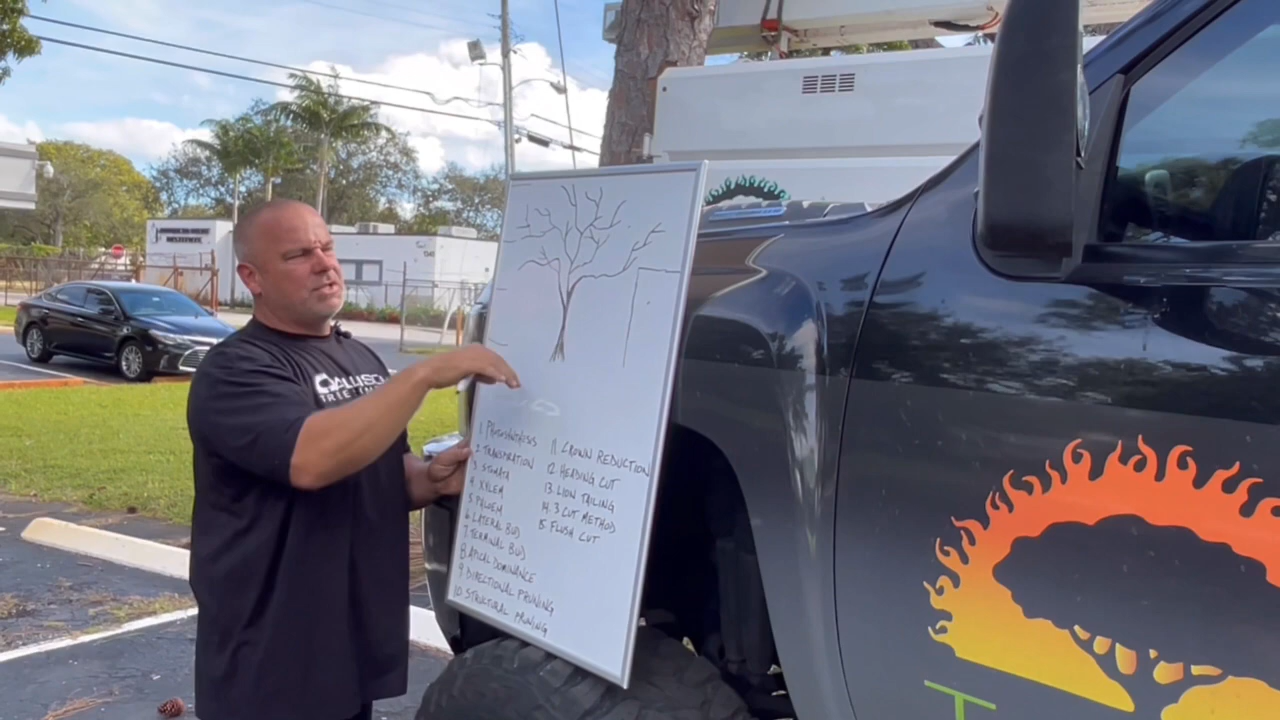 1. PHOTOSYNTHESIS
2. TRANSPIRATION
3. STOMATA
4. XYLEM
5. PHLOEM
6. LATERAL BUD
7. TERMINAL BUD
8. APICAL DOMINANCE
9. DIRECTIONAL PRUNING
10. STRUCTURAL PRUNING
11. CROWN REDUCTION
12. HEADING CUT
13. LION TAILING
14. 3 CUT METHOD
15. FLUSH CUT
INSTITUTE